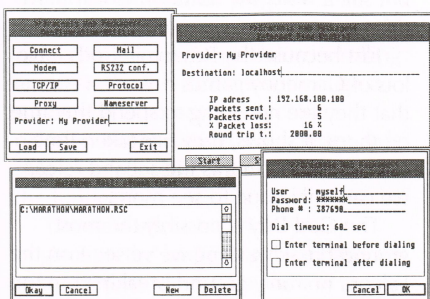 Connect
Mail
Modem
RS232 conf.
TCP/IP
Protocol
Proxy
Nameserver
Provider: My Provider
Load
Save
Exit
Provider: My Provider
Destination: localhost
IP adress : 192.168.100.100
Packets sent : 6
Packets rcvd.: 5
% Packet loss: 16 %
Round trip t.: 2000.00
Start
C:\MARATHON\MARATHON.RSC
Okay
Cancel
New
Delete
User : myself
Password: *******
Phone # : 387690
Dial timeout: 60 sec
Enter terminal before dialing
Enter terminal after dialing
Cancel
OK